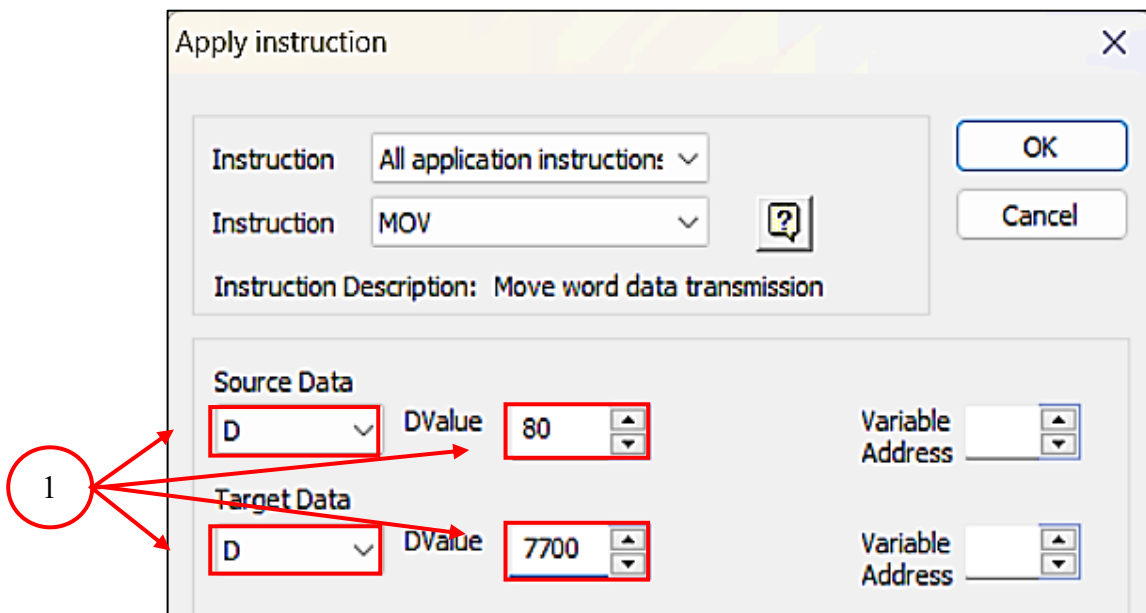 Apply instruction
Instruction All application instructions
OK
Instruction MOV
Cancel
Instruction Description: Move word data transmission
Source Data
D DValue 80 Variable Address
1
Target Data
D DValue 7700 Variable Address